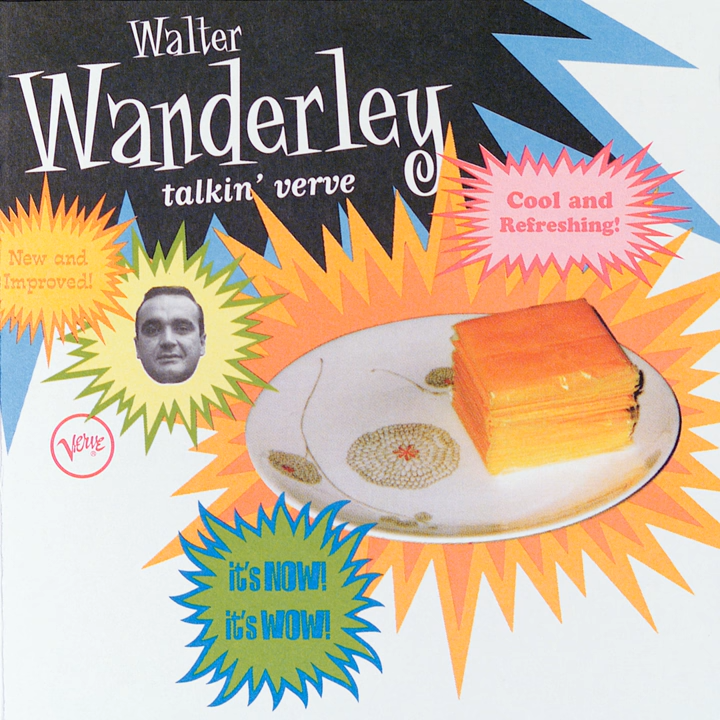 Walter
Wanderley
talkin' verve
Cool and
Refreshing!
New and
Improved!
Verve
it's NOW!
it's WOW!